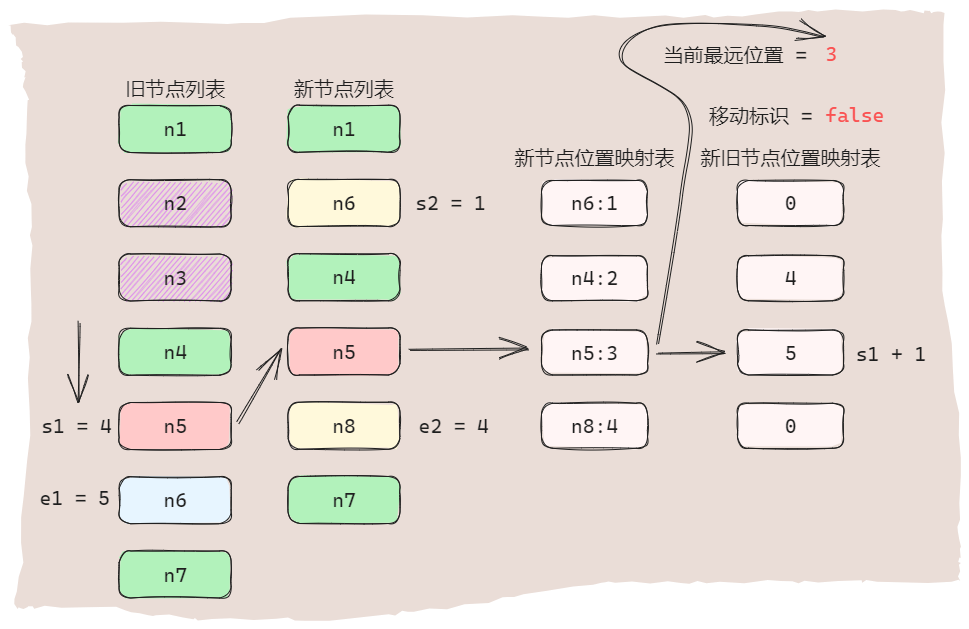 当前最远位置 = 3
移动标识 = false
旧节点列表
n1
n2
n3
n4
s1 = 4
n5
e1 = 5
n6
n7
新节点列表
n1
n6
s2 = 1
n4
n5
n8
e2 = 4
n7
新节点位置映射表
n6:1
n4:2
n5:3
n8:4
新旧节点位置映射表
0
4
5
s1 + 1
0